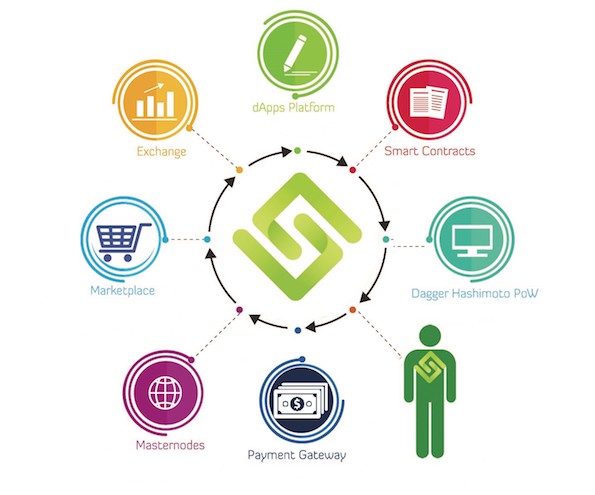 dApps Platform
Exchange
Smart Contracts
Marketplace
Dagger Hashimoto PoW
Masternodes
Payment Gateway
$